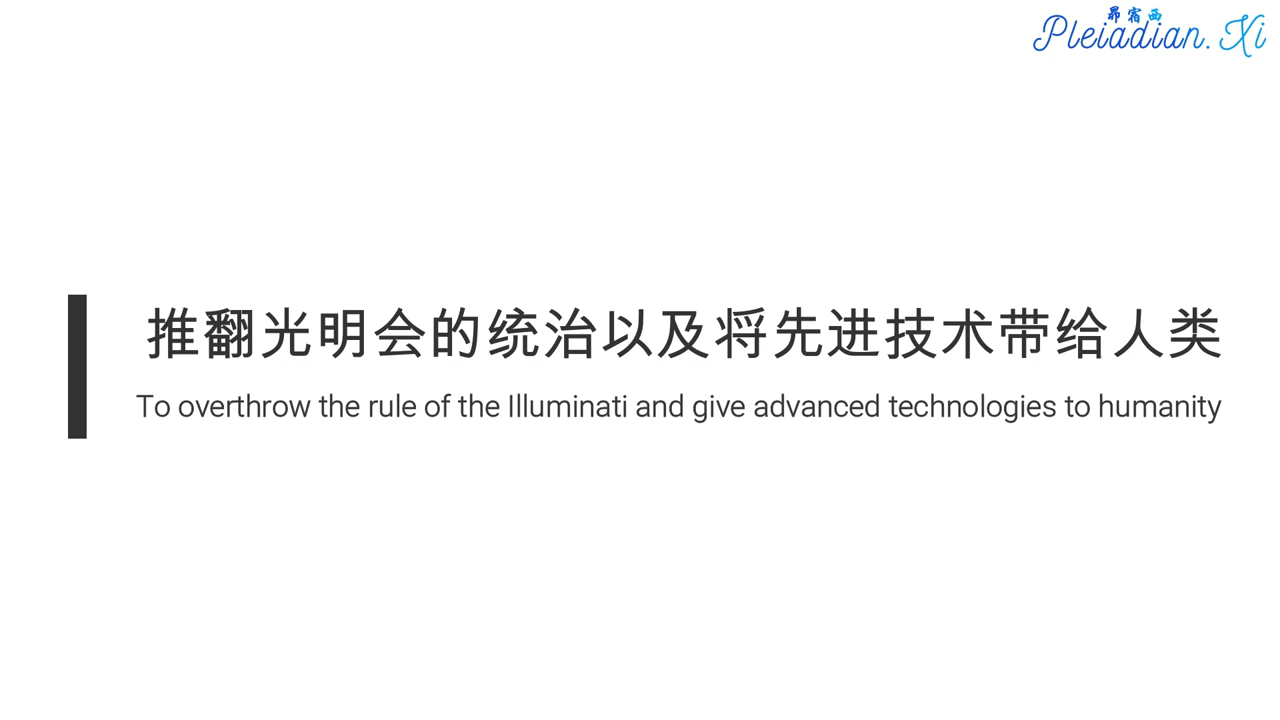 昴宿西
Pleiadian. Xi
推翻光明会的统治以及将先进技术带给人类
To overthrow the rule of the Illuminati and give advanced technologies to humanity